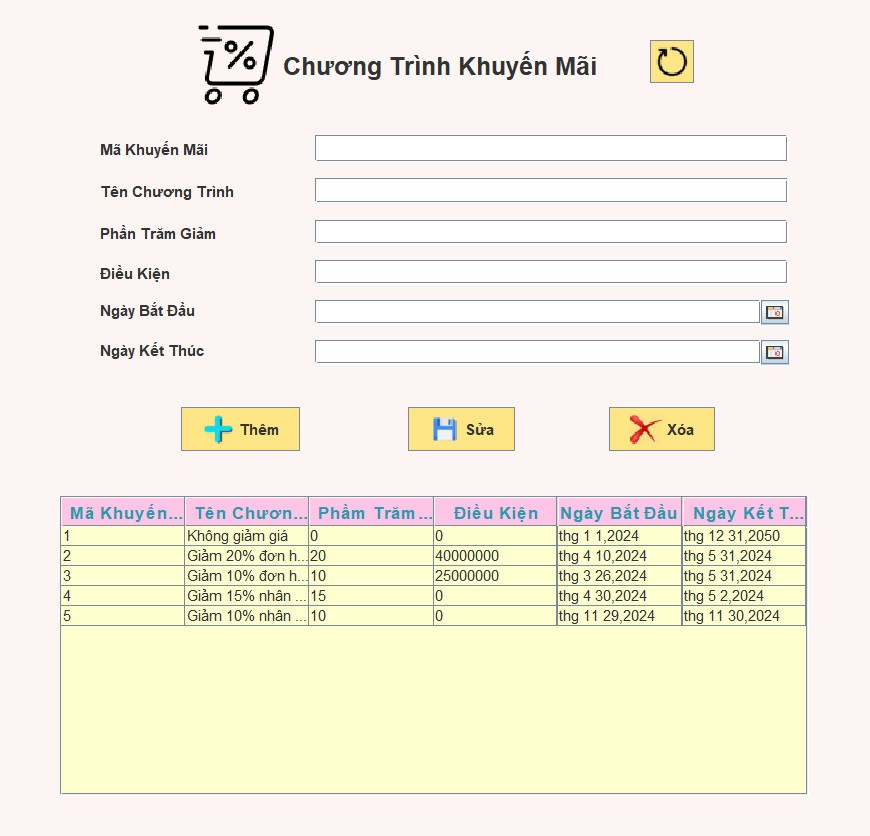 Chương Trình Khuyến Mãi
Mã Khuyến Mãi
Tên Chương Trình
Phần Trăm Giảm
Điều Kiện
Ngày Bắt Đầu
Ngày Kết Thúc
Thêm Sửa Xóa
Mã Khuyến... Tên Chươn... Phầm Trăm ... Điều Kiện Ngày Bắt Đầu Ngày Kết T...
1 Không giảm giá 0 0 thg 1 1,2024 thg 12 31,2050
2 Giảm 20% đơn h... 20 40000000 thg 4 10,2024 thg 5 31,2024
3 Giảm 10% đơn h... 10 25000000 thg 3 26,2024 thg 5 31,2024
4 Giảm 15% nhân ... 15 0 thg 4 30,2024 thg 5 2,2024
5 Giảm 10% nhân ... 10 0 thg 11 29,2024 thg 11 30,2024